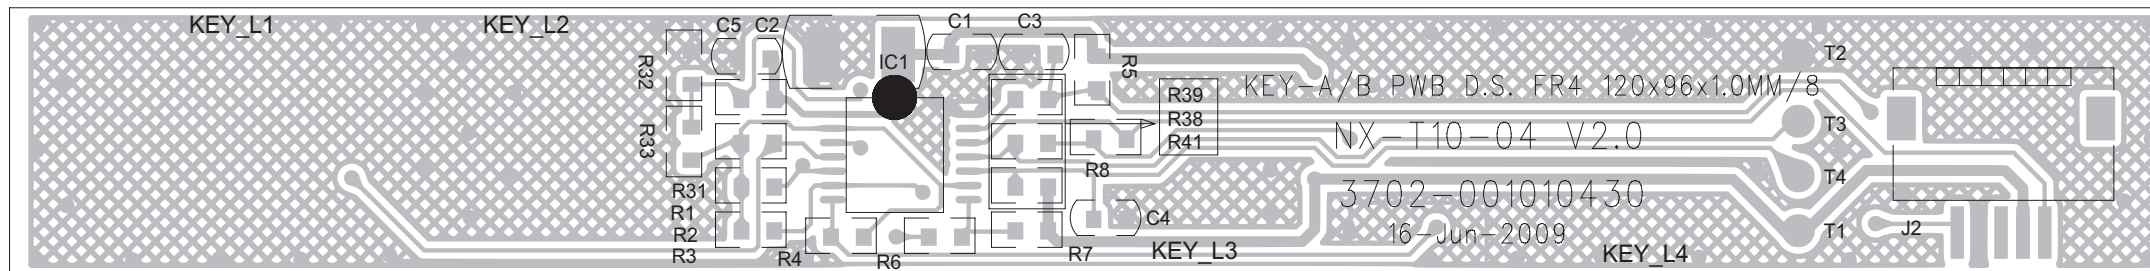 KEY_L1
KEY_L2
C5
C2
C1
C3
IC1
R32
R33
R5
R39
R38
R41
R8
R31
R1
R2
R3
R4
R6
R7
C4
KEY_L3
KEY-A/B PWB D.S. FR4 120x96x1.0MM/8
NX-T10-04 V2.0
3702-001010430
16-Jun-2009
KEY_L4
T2
T3
T4
T1
J2